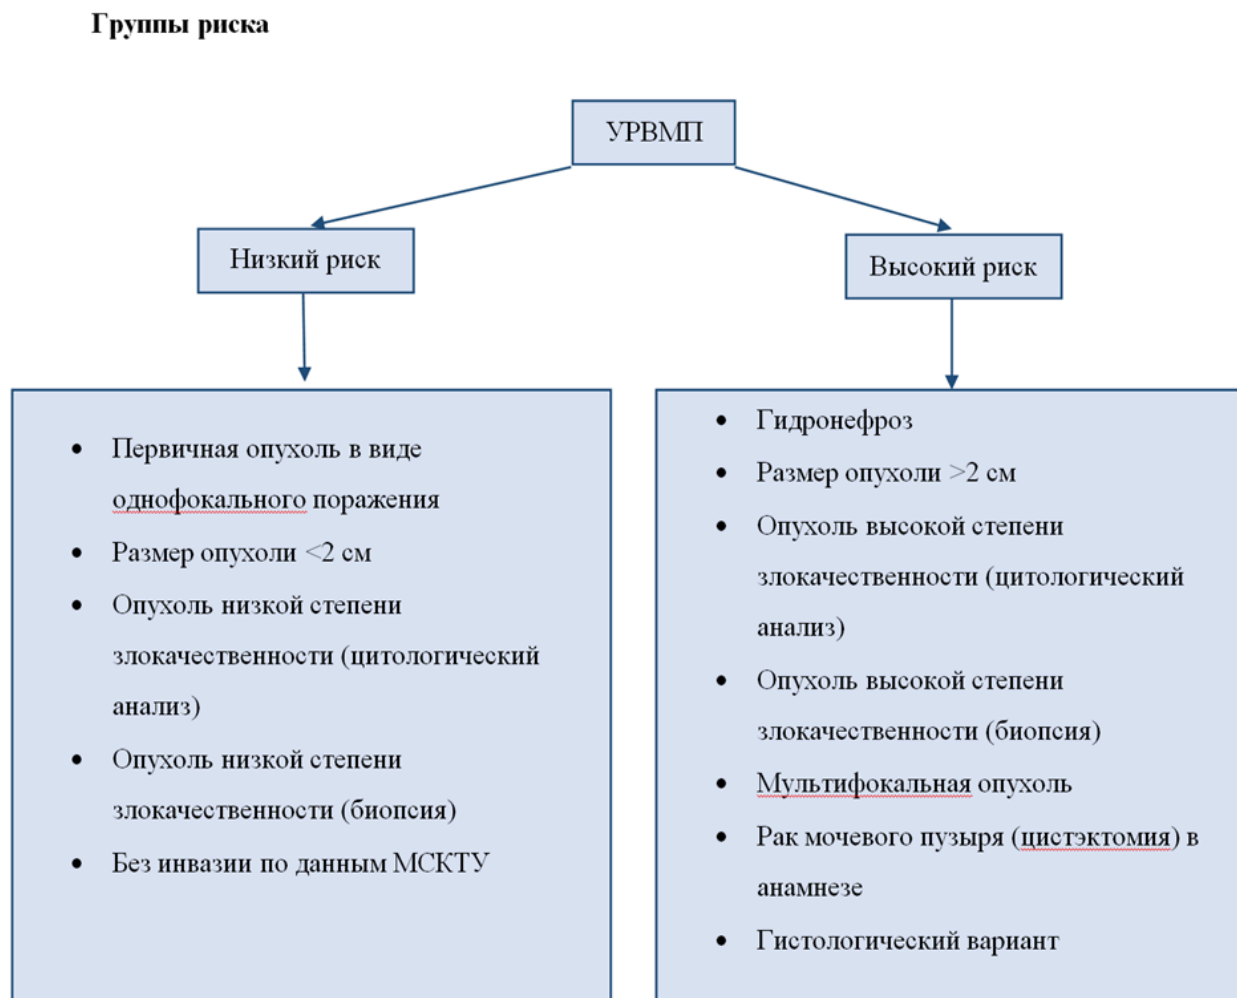 Группы риска
УРВМП
Низкий риск
Высокий риск
• Первичная опухоль в виде
однофокального поражения
• Размер опухоли <2 см
• Опухоль низкой степени
злокачественности (цитологический
анализ)
• Опухоль низкой степени
злокачественности (биопсия)
• Без инвазии по данным МСКТУ
• Гидронефроз
• Размер опухоли >2 см
• Опухоль высокой степени
злокачественности (цитологический
анализ)
• Опухоль высокой степени
злокачественности (биопсия)
• Мультифокальная опухоль
• Рак мочевого пузыря (цистэктомия) в
анамнезе
• Гистологический вариант